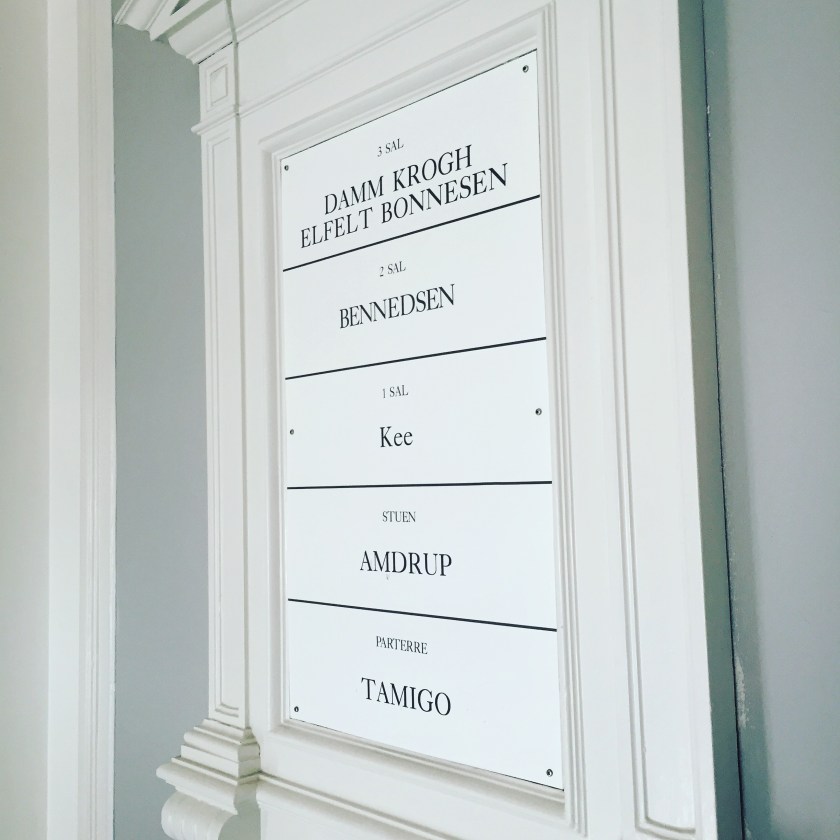 3 SAL
DAMM KROGH
ELFELT BONNESEN
2 SAL
BENNEDSEN
1 SAL
Kee
STUEN
AMDRUP
PARTERRE
TAMIGO